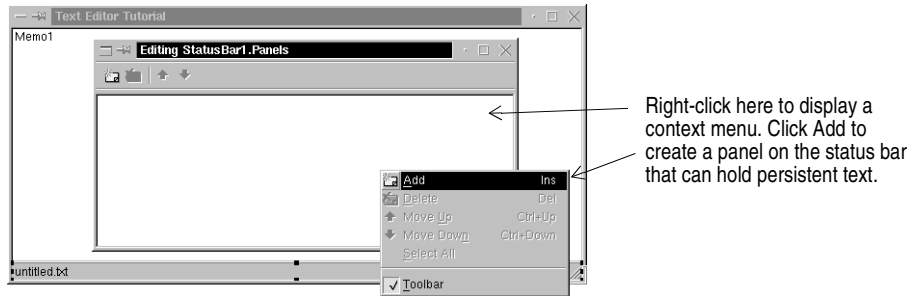 Text Editor Tutorial
Memo1
Editing StatusBar1.Panels
Right-click here to display a
context menu. Click Add to
create a panel on the status bar
that can hold persistent text.
Add Ins
Delete Del
Move Up Ctrl+Up
Move Down Ctrl+Down
Select All
Toolbar
untitled.txt